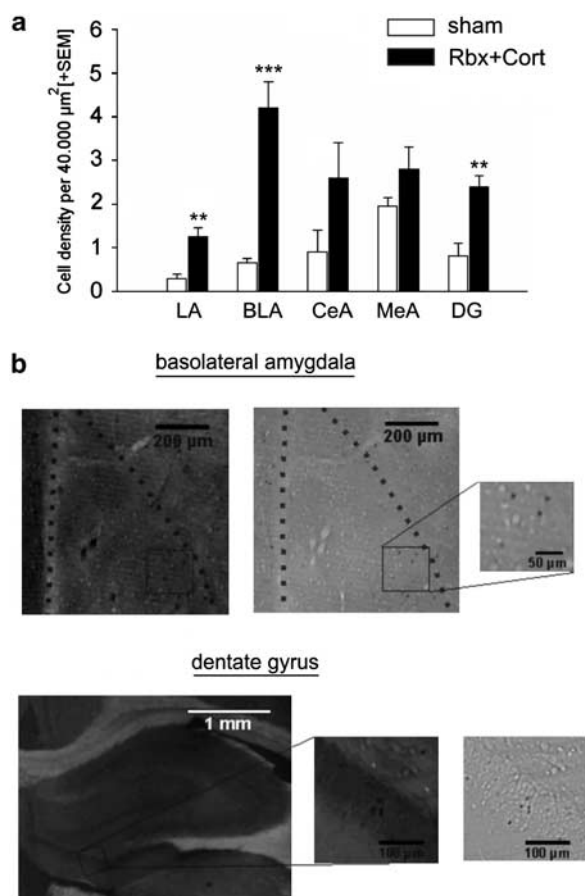 a
sham
Rbx+Cort
Cell density per 40.000 µm² [+SEM]
6
5
4
3
2
1
0
**
***
**
LA BLA CeA MeA DG
b
basolateral amygdala
200 µm
200 µm
50 µm
dentate gyrus
1 mm
100 µm
100 µm